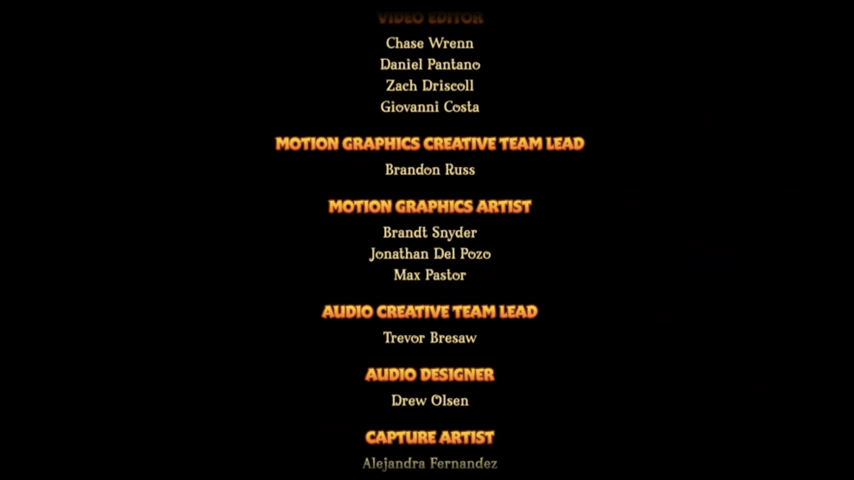 VIDEO EDITOR
Chase Wrenn
Daniel Pantano
Zach Driscoll
Giovanni Costa
MOTION GRAPHICS CREATIVE TEAM LEAD
Brandon Russ
MOTION GRAPHICS ARTIST
Brandt Snyder
Jonathan Del Pozo
Max Pastor
AUDIO CREATIVE TEAM LEAD
Trevor Bresaw
AUDIO DESIGNER
Drew Olsen
CAPTURE ARTIST
Alejandra Fernandez